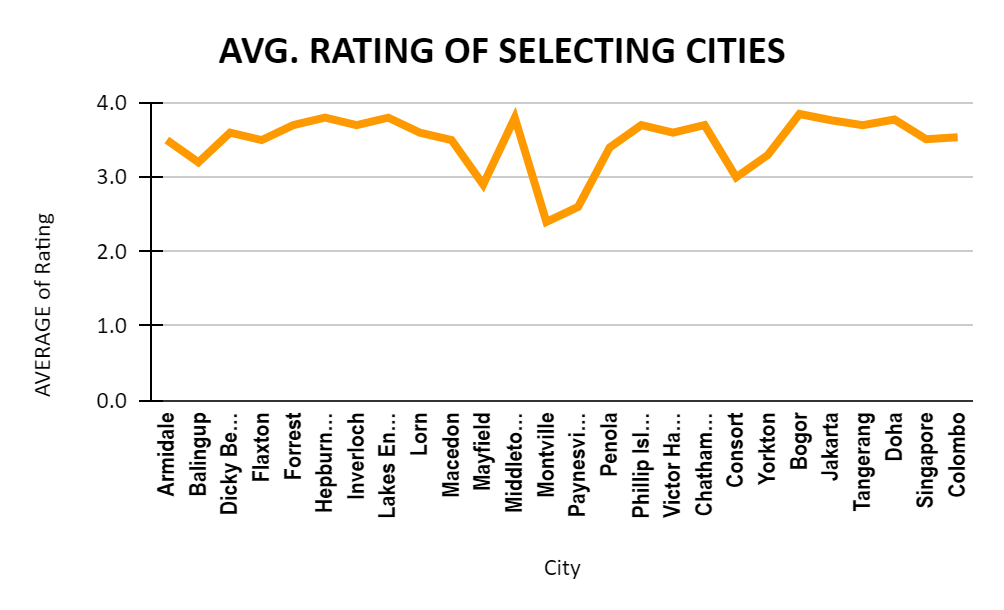 AVG. RATING OF SELECTING CITIES
AVERAGE of Rating
4.0
3.0
2.0
1.0
0.0
Armidale
Balingup
Dicky Be...
Flaxton
Forrest
Hepburn...
Inverloch
Lakes En...
Lorn
Macedon
Mayfield
Middleto...
Montville
Paynesvi...
Penola
Phillip Isl...
Victor Ha...
Chatham...
Consort
Yorkton
Bogor
Jakarta
Tangerang
Doha
Singapore
Colombo
City